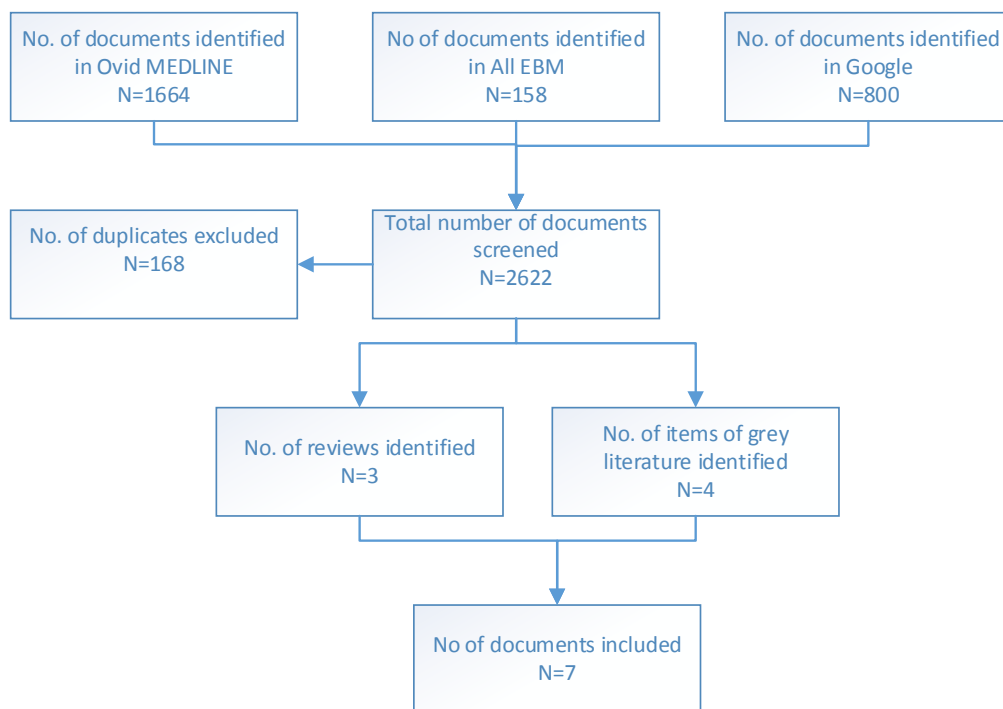 No. of documents identified
in Ovid MEDLINE
N=1664
No of documents identified
in All EBM
N=158
No. of documents identified
in Google
N=800
No. of duplicates excluded
N=168
Total number of documents
screened
N=2622
No. of reviews identified
N=3
No. of items of grey
literature identified
N=4
No of documents included
N=7